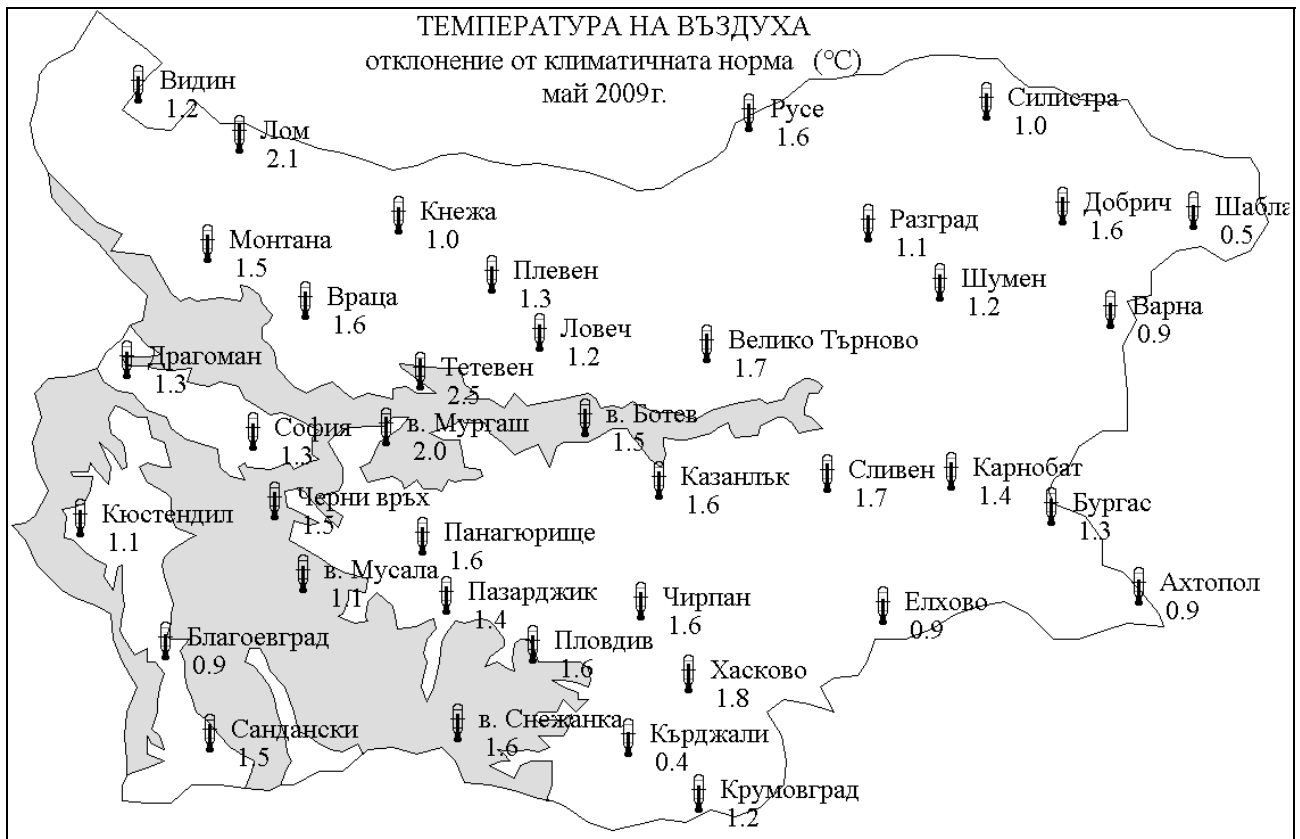 ТЕМПЕРАТУРА НА ВЪЗДУХА
отклонение от климатичната норма (°C)
май 2009г.
Видин
1.2
Лом
2.1
Русе
1.6
Силистра
1.0
Кнежа
1.0
Монтана
1.5
Разград
1.1
Добрич
1.6
Шабла
0.5
Плевен
1.3
Враца
1.6
Шумен
1.2
Варна
0.9
Ловеч
1.2
Велико Търново
1.7
Драгоман
1.3
Тетевен
2.5
София
1.3
в. Мургаш
2.0
в. Ботев
1.5
Казанлък
1.6
Сливен
1.7
Карнобат
1.4
Бургас
1.3
Черни връх
1.5
Кюстендил
1.1
Панагюрище
1.6
в. Мусала
1.1
Пазарджик
1.4
Чирпан
1.6
Елхово
0.9
Ахтопол
0.9
Благоевград
0.9
Пловдив
1.6
Хасково
1.8
Сандански
1.5
в. Снежанка
1.6
Кърджали
0.4
Крумовград
1.2